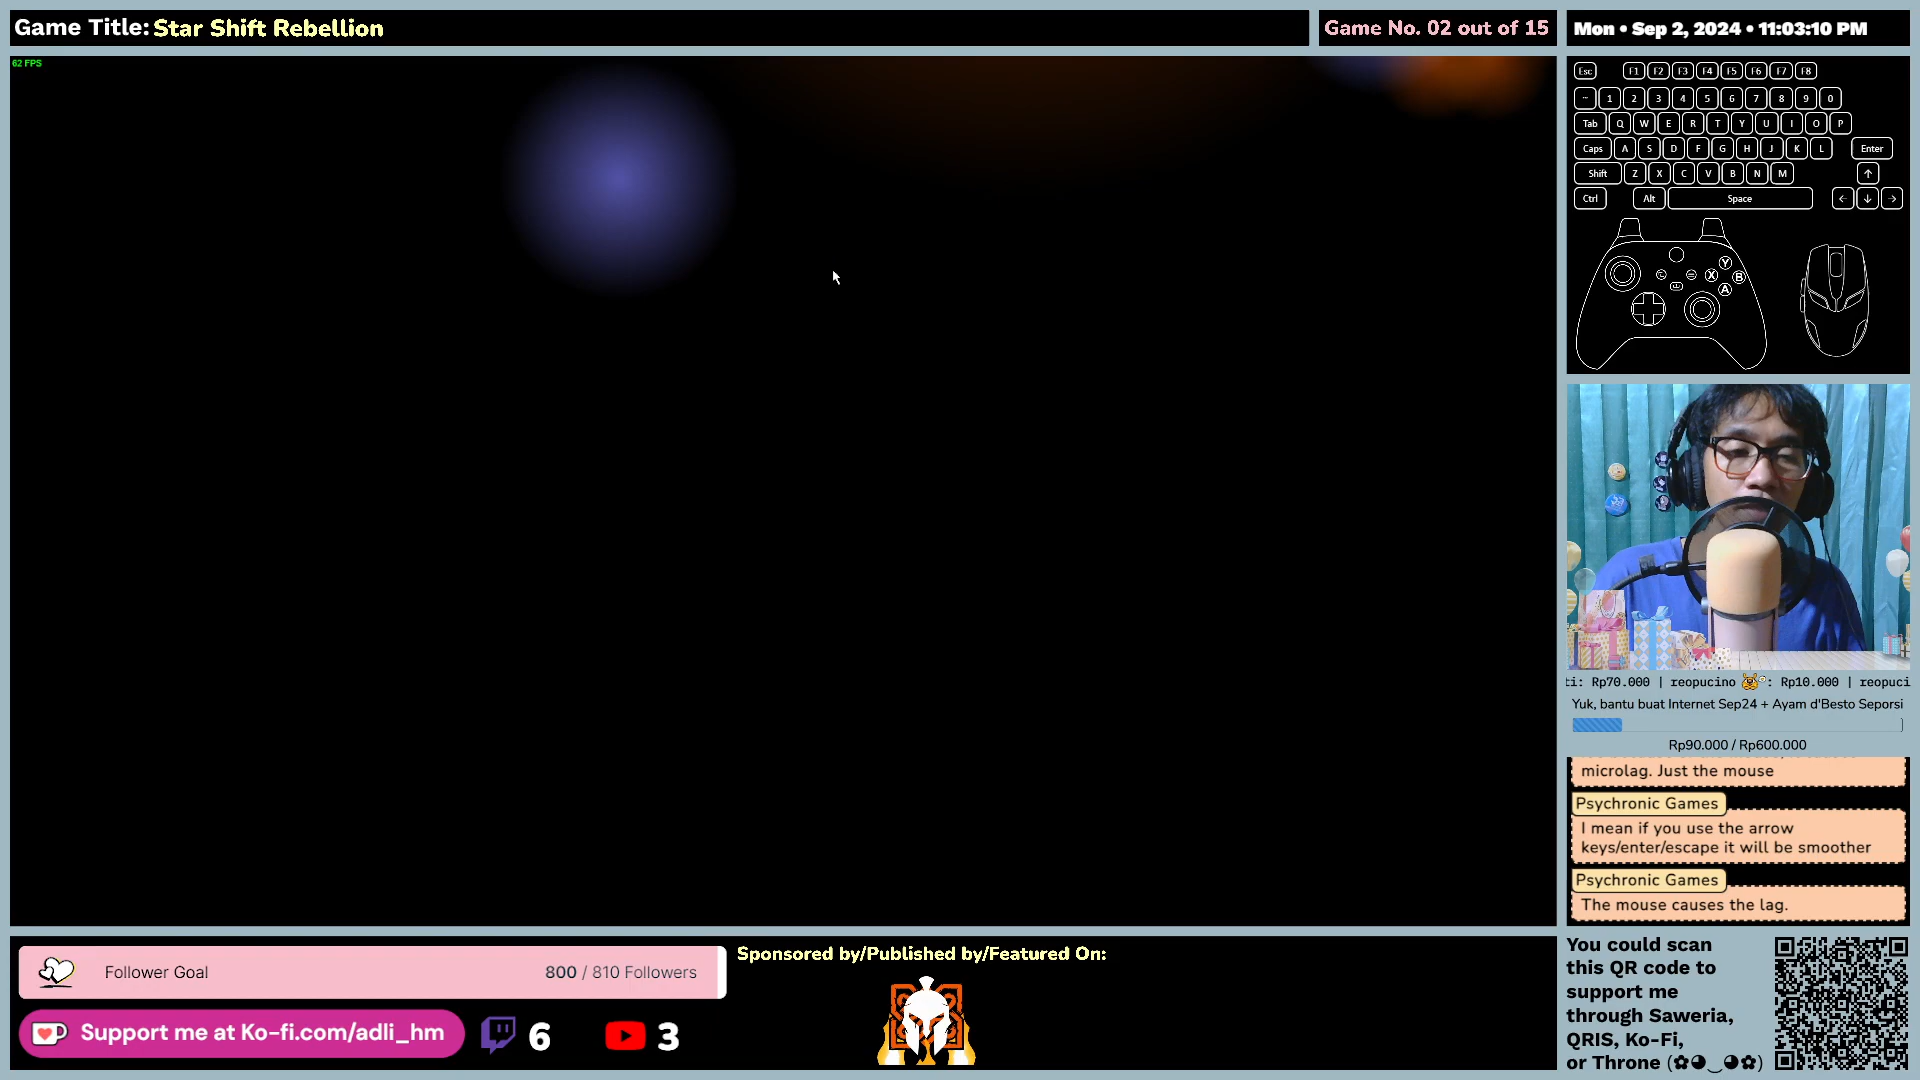 Game Title: Star Shift Rebellion
Game No. 02 out of 15
Mon • Sep 2, 2024 • 11:03:10 PM
62 FPS
Esc F1 F2 F3 F4 F5 F6 F7 F8
~ 1 2 3 4 5 6 7 8 9 0
Tab Q W E R T Y U I O P
Caps A S D F G H J K L Enter
Shift Z X C V B N M ↑
Ctrl Alt Space ← ↓ →
Y
X B
A
ti: Rp70.000 | reopucino : Rp10.000 | reopuci
Yuk, bantu buat Internet Sep24 + Ayam d'Besto Seporsi
Rp90.000 / Rp600.000
microlag. Just the mouse
Psychronic Games
I mean if you use the arrow
keys/enter/escape it will be smoother
Psychronic Games
The mouse causes the lag.
Follower Goal 800 / 810 Followers
Support me at Ko-fi.com/adli_hm
6 3
Sponsored by/Published by/Featured On:
You could scan
this QR code to
support me
through Saweria,
QRIS, Ko-Fi,
or Throne (✿◕‿◕✿)